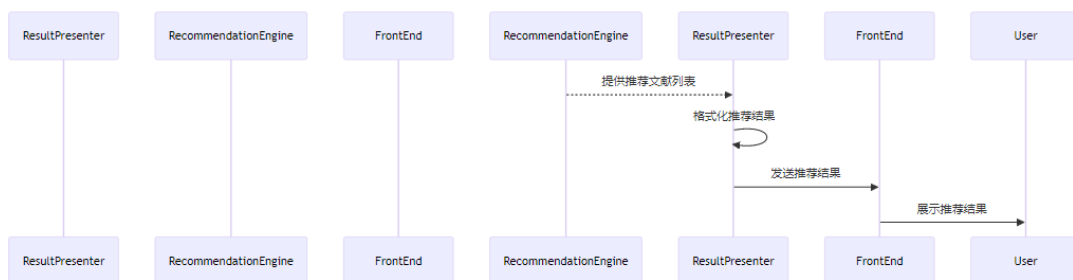 ResultPresenter
RecommendationEngine
FrontEnd
RecommendationEngine
ResultPresenter
FrontEnd
User
提供推荐文献列表
格式化推荐结果
发送推荐结果
展示推荐结果
ResultPresenter
RecommendationEngine
FrontEnd
RecommendationEngine
ResultPresenter
FrontEnd
User